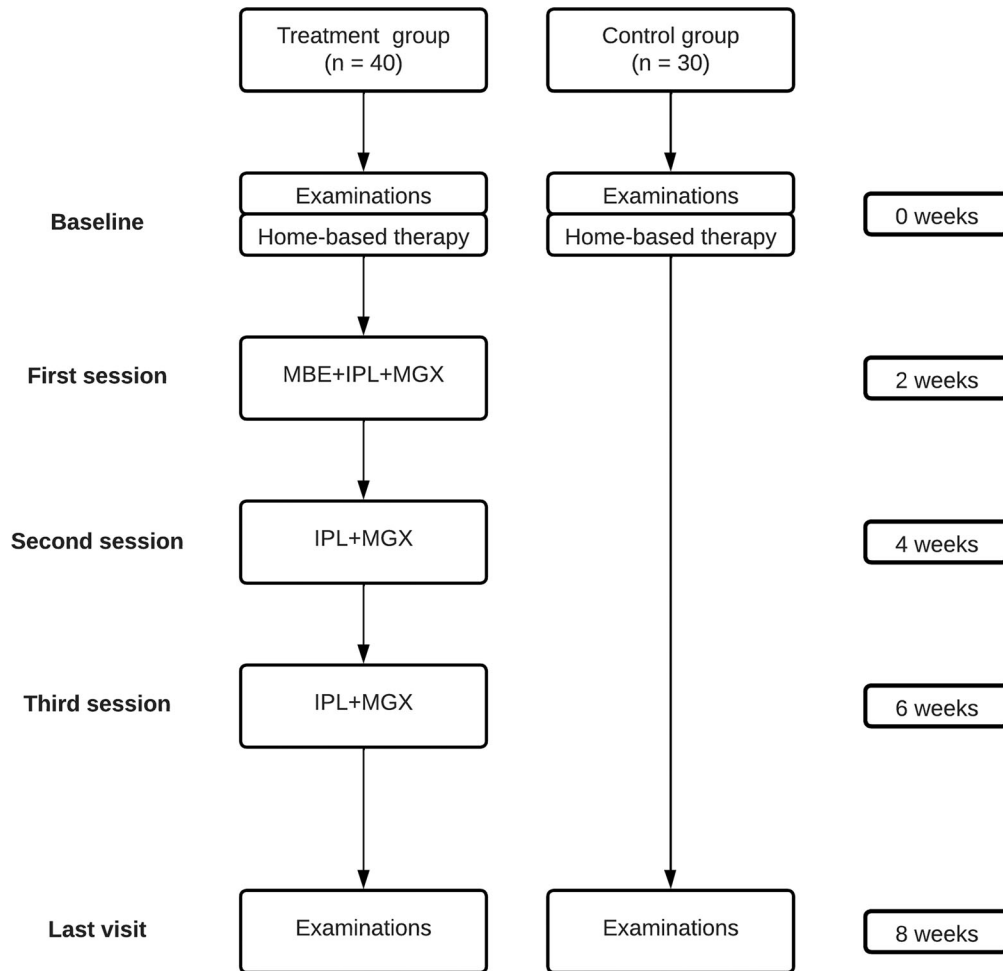 Treatment  group
(n = 40)
Control group
(n = 30)
Baseline
Examinations
Home-based therapy
Examinations
Home-based therapy
0 weeks
First session
MBE+IPL+MGX
2 weeks
Second session
IPL+MGX
4 weeks
Third session
IPL+MGX
6 weeks
Last visit
Examinations
Examinations
8 weeks